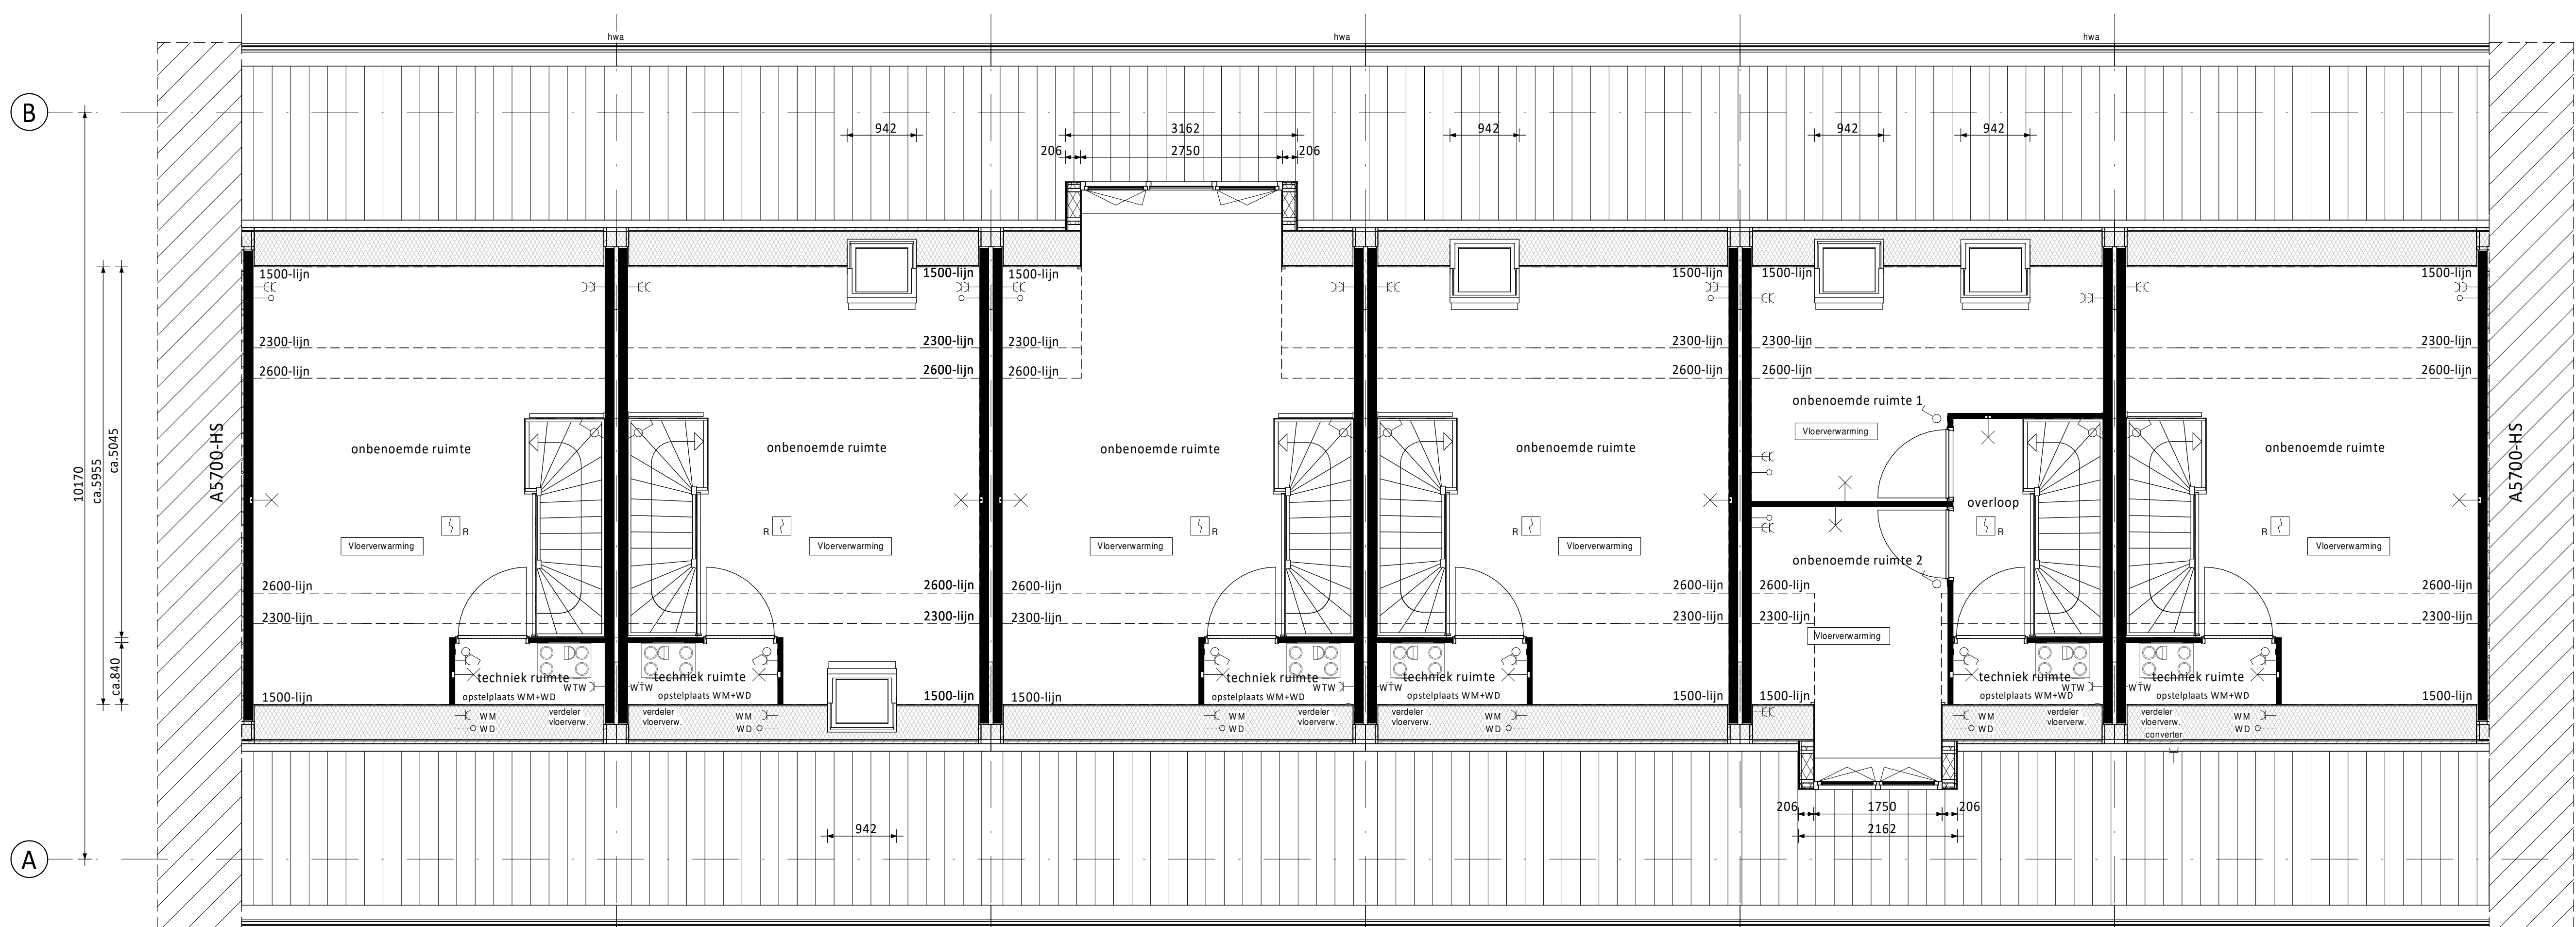 hwa hwa hwa
B
942 3162 942 942 942
206 2750 206
1500-lijn 1500-lijn 1500-lijn 1500-lijn 1500-lijn 1500-lijn
2300-lijn 2300-lijn 2300-lijn 2300-lijn 2300-lijn 2300-lijn
2600-lijn 2600-lijn 2600-lijn 2600-lijn 2600-lijn 2600-lijn
onbenoemde ruimte 1
Vloerverwarming
onbenoemde ruimte onbenoemde ruimte onbenoemde ruimte onbenoemde ruimte onbenoemde ruimte
10170
ca.5955
ca.5045
A5700-HS A5700-HS
overloop
R R R R R R
Vloerverwarming Vloerverwarming Vloerverwarming Vloerverwarming Vloerverwarming
onbenoemde ruimte 2
2600-lijn 2600-lijn 2600-lijn 2600-lijn 2600-lijn 2600-lijn
2300-lijn 2300-lijn 2300-lijn 2300-lijn 2300-lijn 2300-lijn
Vloerverwarming
ca.840
techniek ruimte techniek ruimte techniek ruimte techniek ruimte techniek ruimte techniek ruimte
WTW WTW WTW WTW WTW WTW
opstelplaats WM+WD opstelplaats WM+WD opstelplaats WM+WD opstelplaats WM+WD opstelplaats WM+WD opstelplaats WM+WD
1500-lijn 1500-lijn 1500-lijn 1500-lijn 1500-lijn 1500-lijn
verdeler verdeler verdeler verdeler verdeler verdeler
WM WM WM WM WM WM
vloerverw. vloerverw. vloerverw. vloerverw. vloerverw. vloerverw.
WD WD WD WD WD WD
converter
206 1750 206
942 2162
A